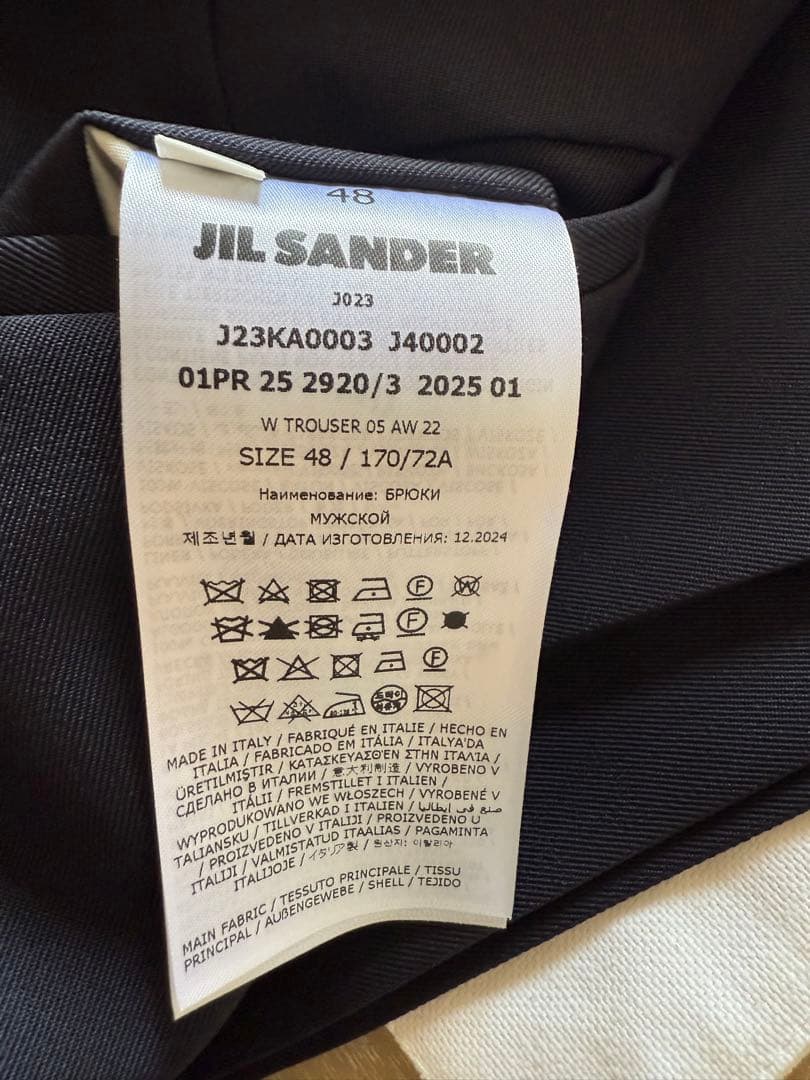 48
JIL SANDER
J023
J23KA0003 J40002
01PR 25 2920/3 2025 01
W TROUSER 05 AW 22
SIZE 48 / 170/72A
Наименование: БРЮКИ
МУЖСКОЙ
제조년월 / ДАТА ИЗГОТОВЛЕНИЯ: 12.2024
F W
F
F
드라이
MADE IN ITALY / FABRIQUÉ EN ITALIE / HECHO EN
ITALIA / FABRICADO EM ITÁLIA / ITALYA'DA
ÜRETILMIŞTIR / ΚΑΤΑΣΚΕΥΑΣΘΕΝ ΣΤΗΝ ΙΤΑΛΊΑ /
СДЕЛАНО В ИТАЛИИ / 意大利制造 / VYROBENO V
ITÁLII / FREMSTILLET I ITALIEN / VYROBENÉ V
WYPRODUKOWANO WE WŁOSZECH / صنع في ايطاليا
TALIANSKU / TILLVERKAD I ITALIEN / PROIZVEDENO U
/ PROIZVEDENO V ITALIJI / PAGAMINTA
ITALIJI / VALMISTATUD ITAALIAS /
ITALIJOJE / イタリア製 / 원산지: 이탈리아
MAIN FABRIC / TESSUTO PRINCIPALE / TISSU
PRINCIPAL / AUßENGEWEBE / SHELL / TEJIDO